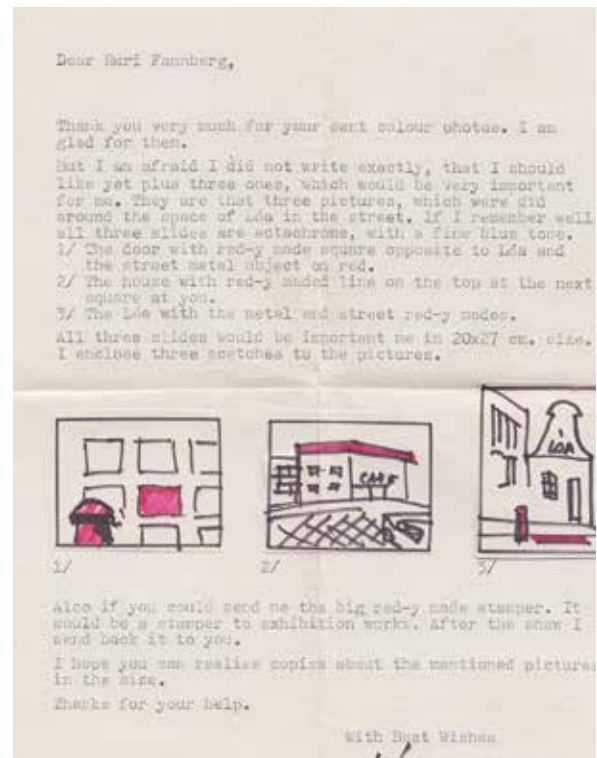 Dear Ruri Fannberg,
Thank you very much for your sent colour photos. I am
glad for them.
But I am afraid I did not write exactly, that I should
like yet plus three ones, which would be very important
for me. They are that three pictures, which were did
around the space of Lóa in the street. If I remember well
all three slides are ectachrome, with a fine blue tone.
1/ The door with red-y made square opposite to Lóa and
the street metal object on red.
2/ The house with red-y maded line on the top at the next
square at you.
3/ The Lóa with the metal and street red-y modes.
All three slides would be important me in 20x27 cm. size.
I enclose three scetches to the pictures.
CAFE
LÓA
1/
2/
3/
Also if you could send me the big red-y made stamper. It
would be a stamper to exhibition works. After the show I
send back it to you.
I hope you can realise copies about the mentioned pictures
in the size.
Thanks for your help.
with Best Wishes